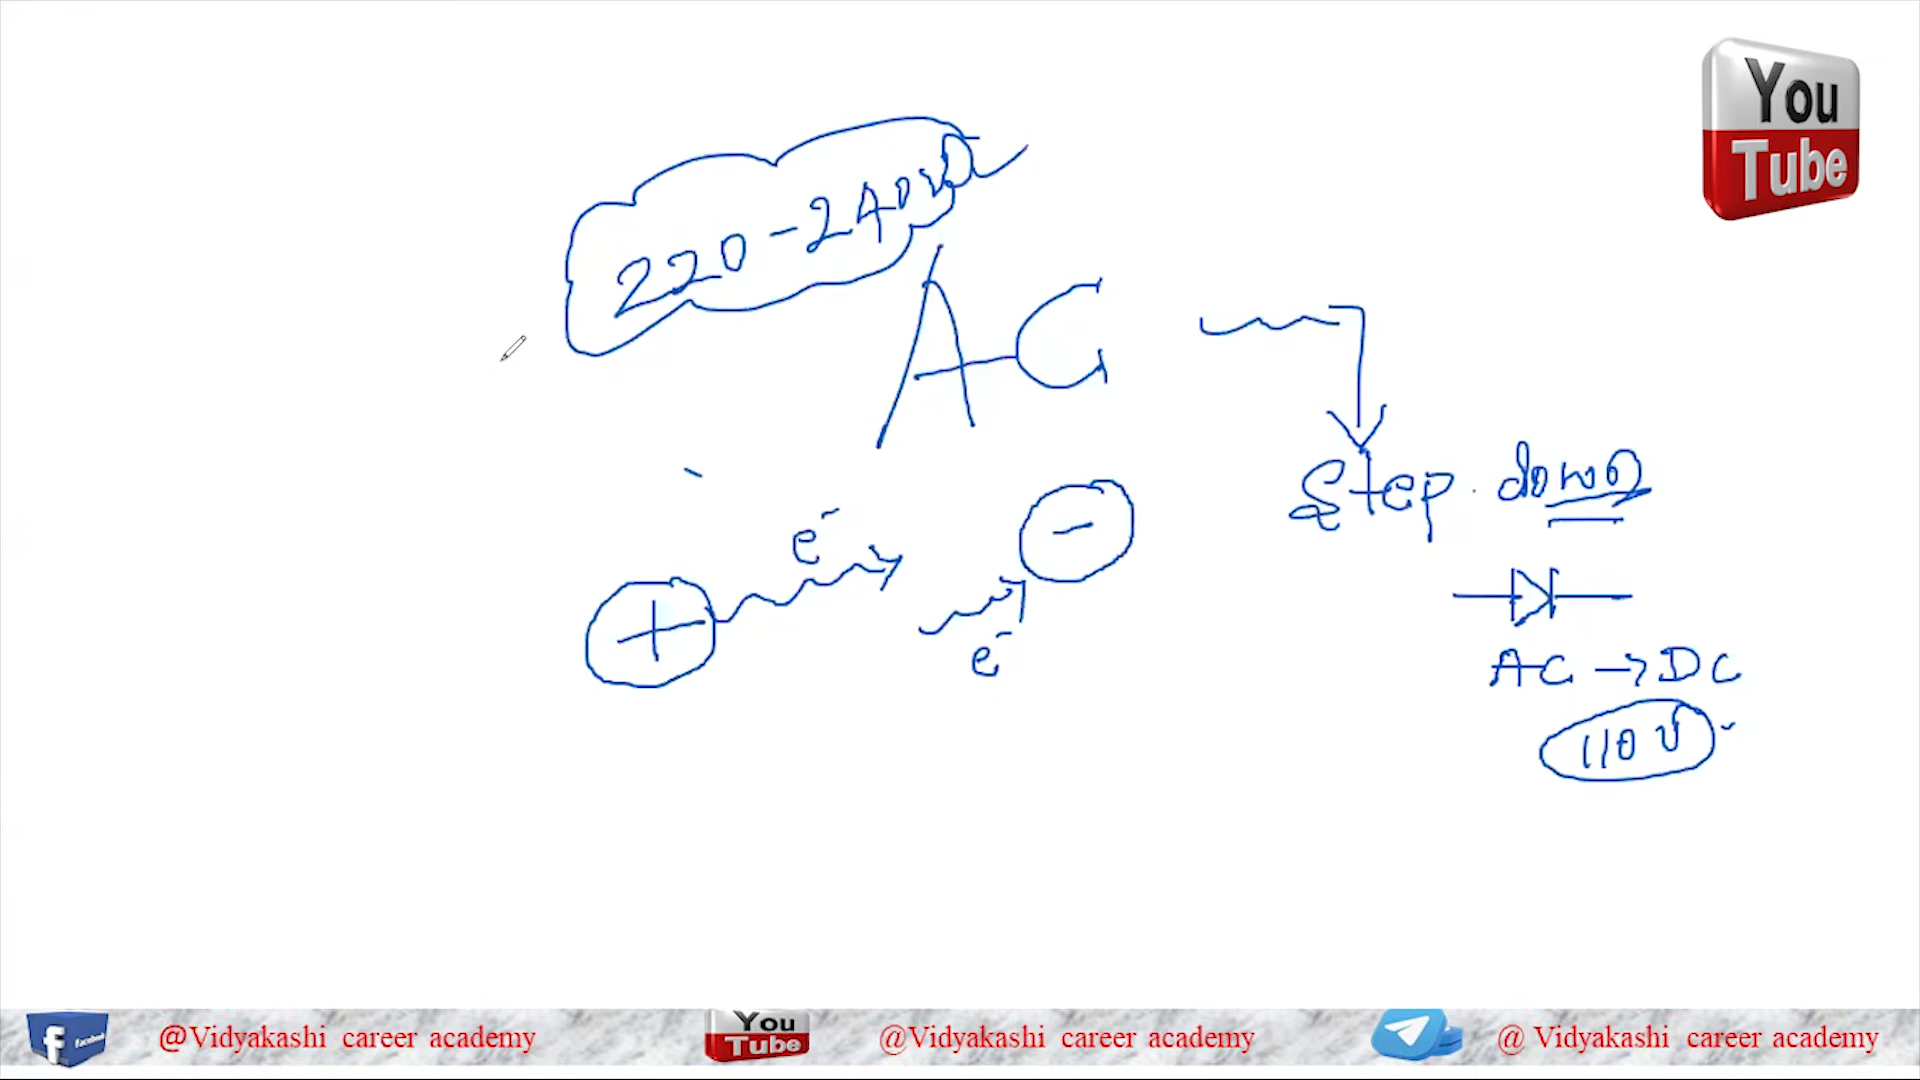 You
Tube
220-240V
AC
Step down
e-
e-
+
-
AC → DC
110V
f facebook
@Vidyakashi career academy
You
Tube
@Vidyakashi career academy
@ Vidyakashi career academy